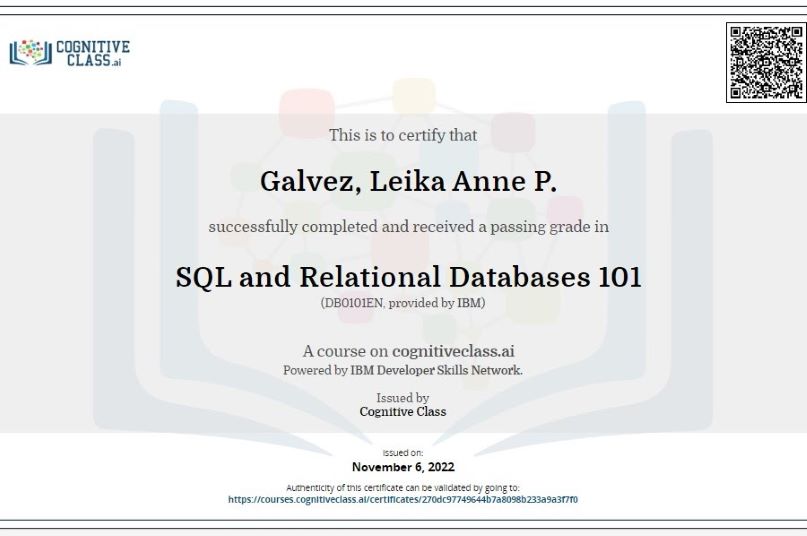 COGNITIVE
CLASS.ai
This is to certify that
Galvez, Leika Anne P.
successfully completed and received a passing grade in
SQL and Relational Databases 101
(DB0101EN, provided by IBM)
A course on cognitiveclass.ai
Powered by IBM Developer Skills Network.
Issued by
Cognitive Class
Issued on:
November 6, 2022
Authenticity of this certificate can be validated by going to:
https://courses.cognitiveclass.ai/certificates/270dc97749644b7a8098b233a9a3f7f0